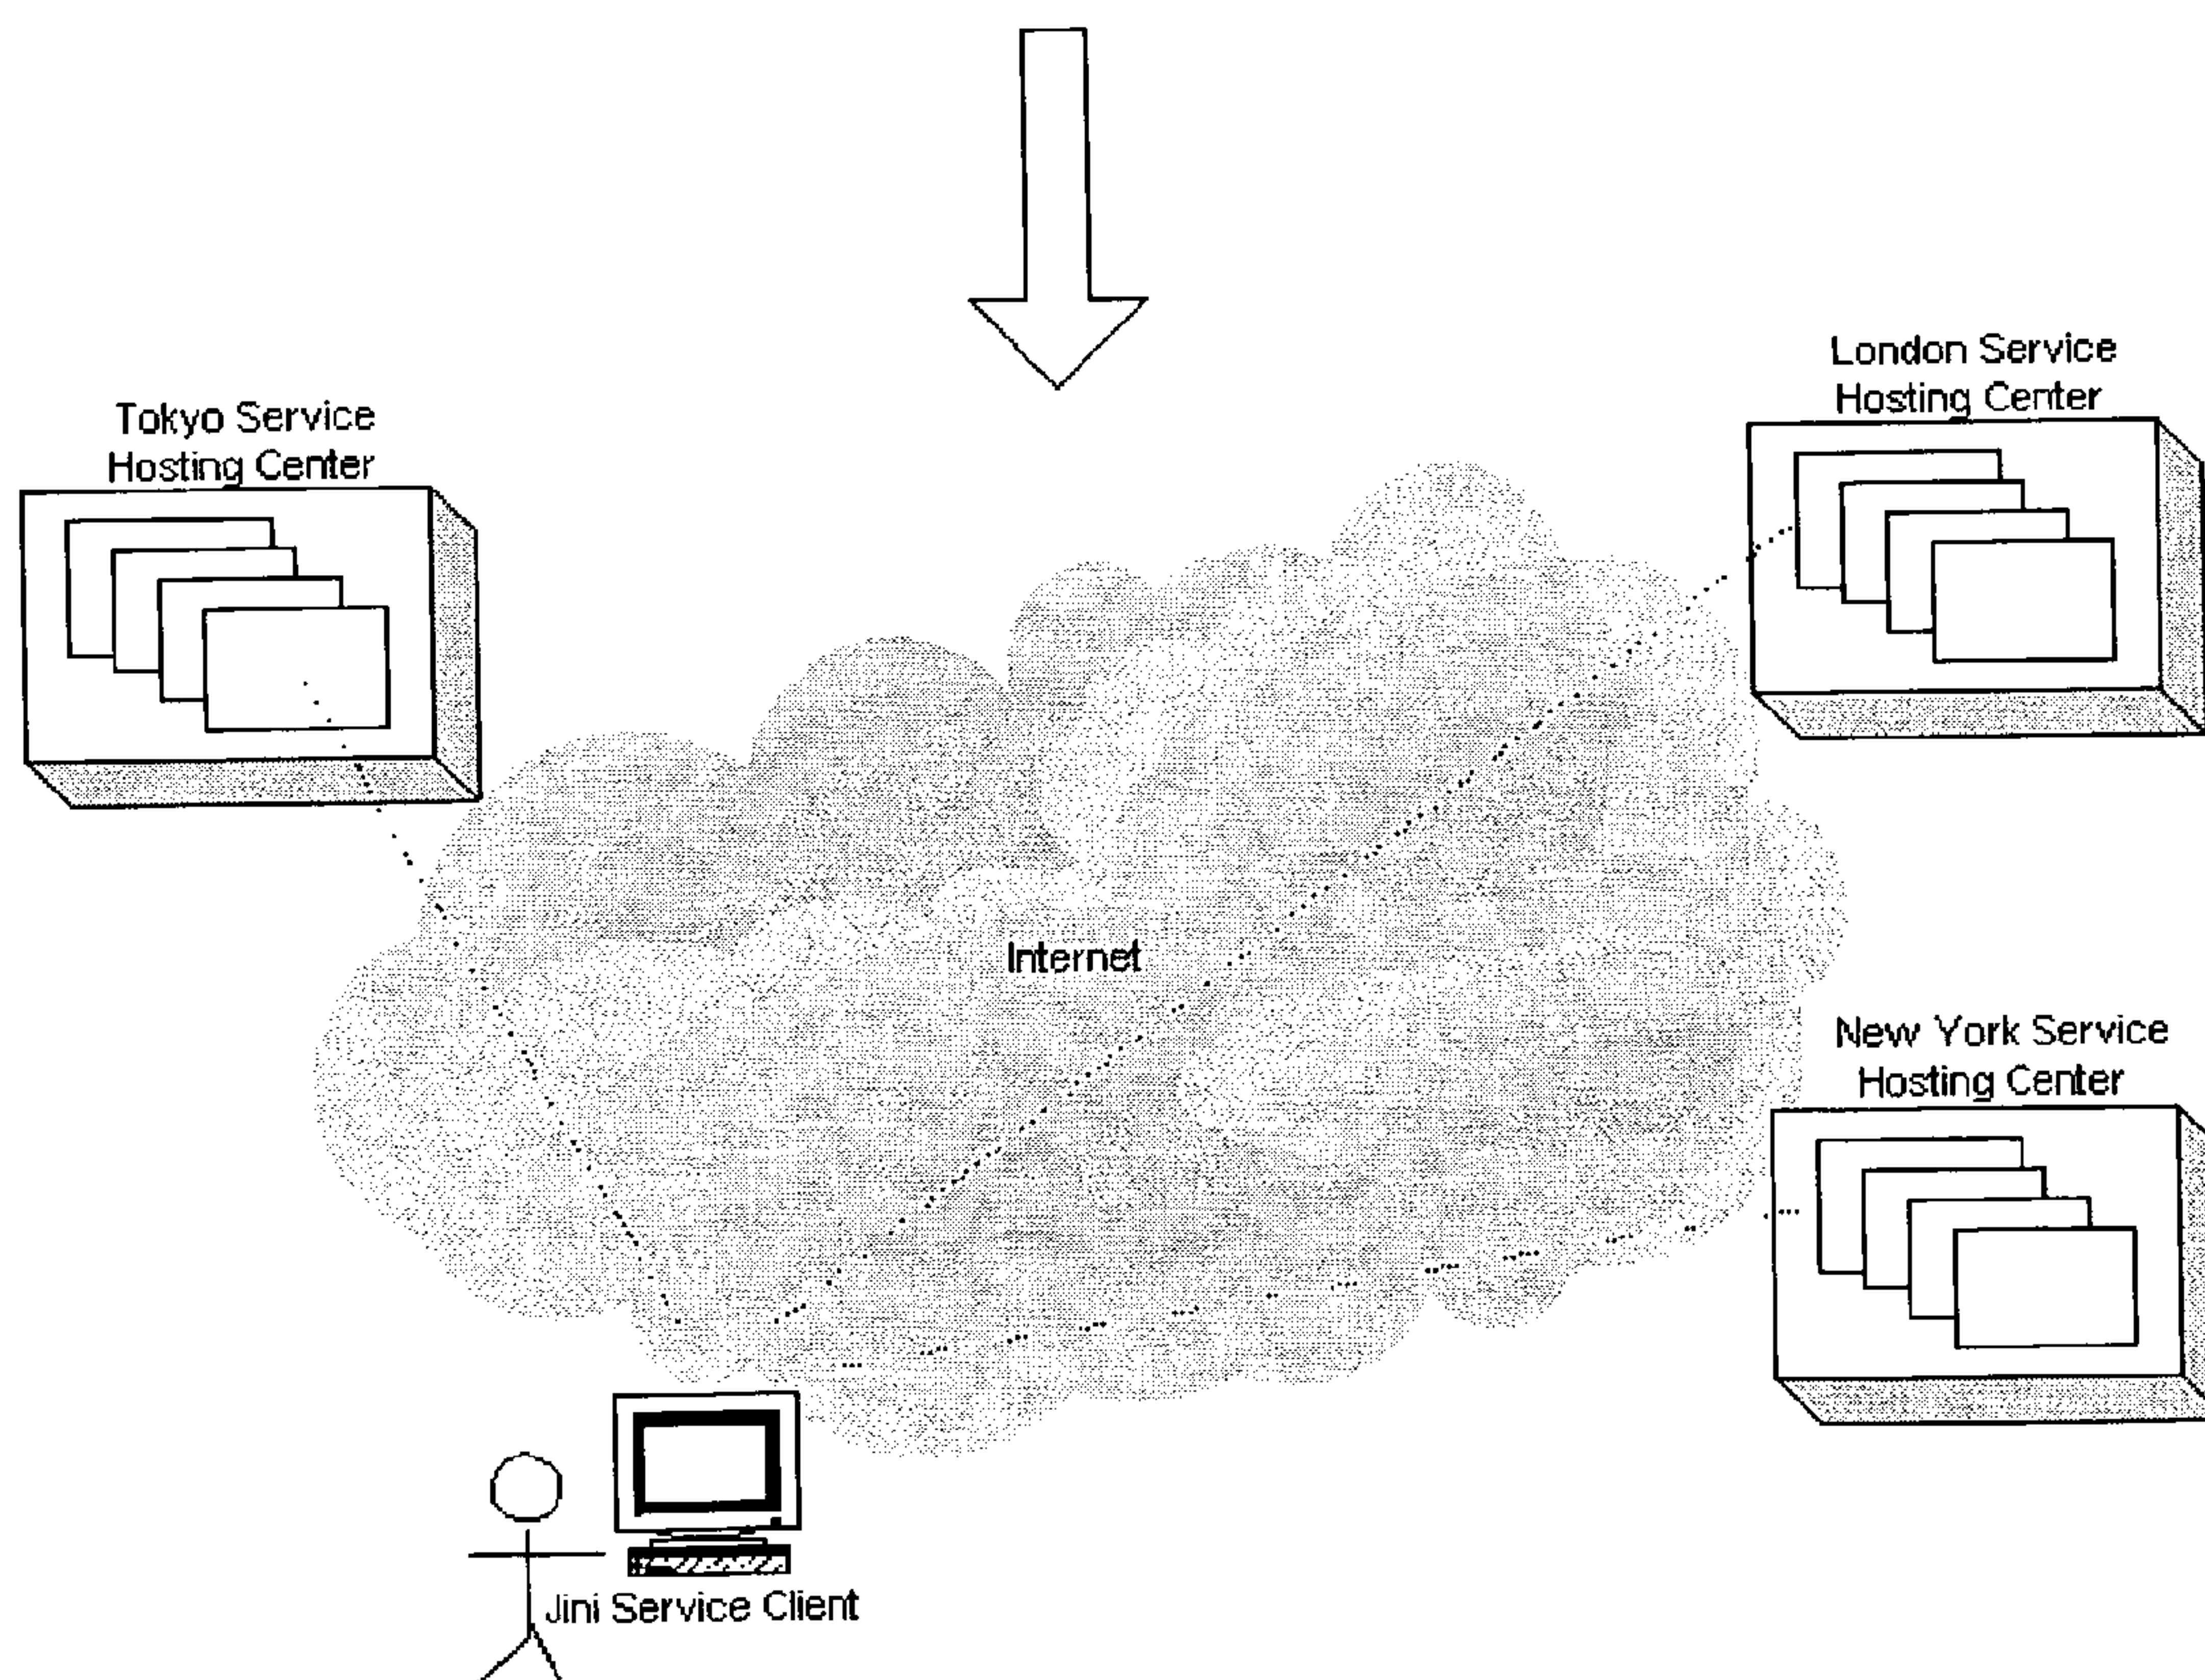 London Service
Hosting Center
Tokyo Service
Hosting Center
Internet
New York Service
Hosting Center
Jini Service Client